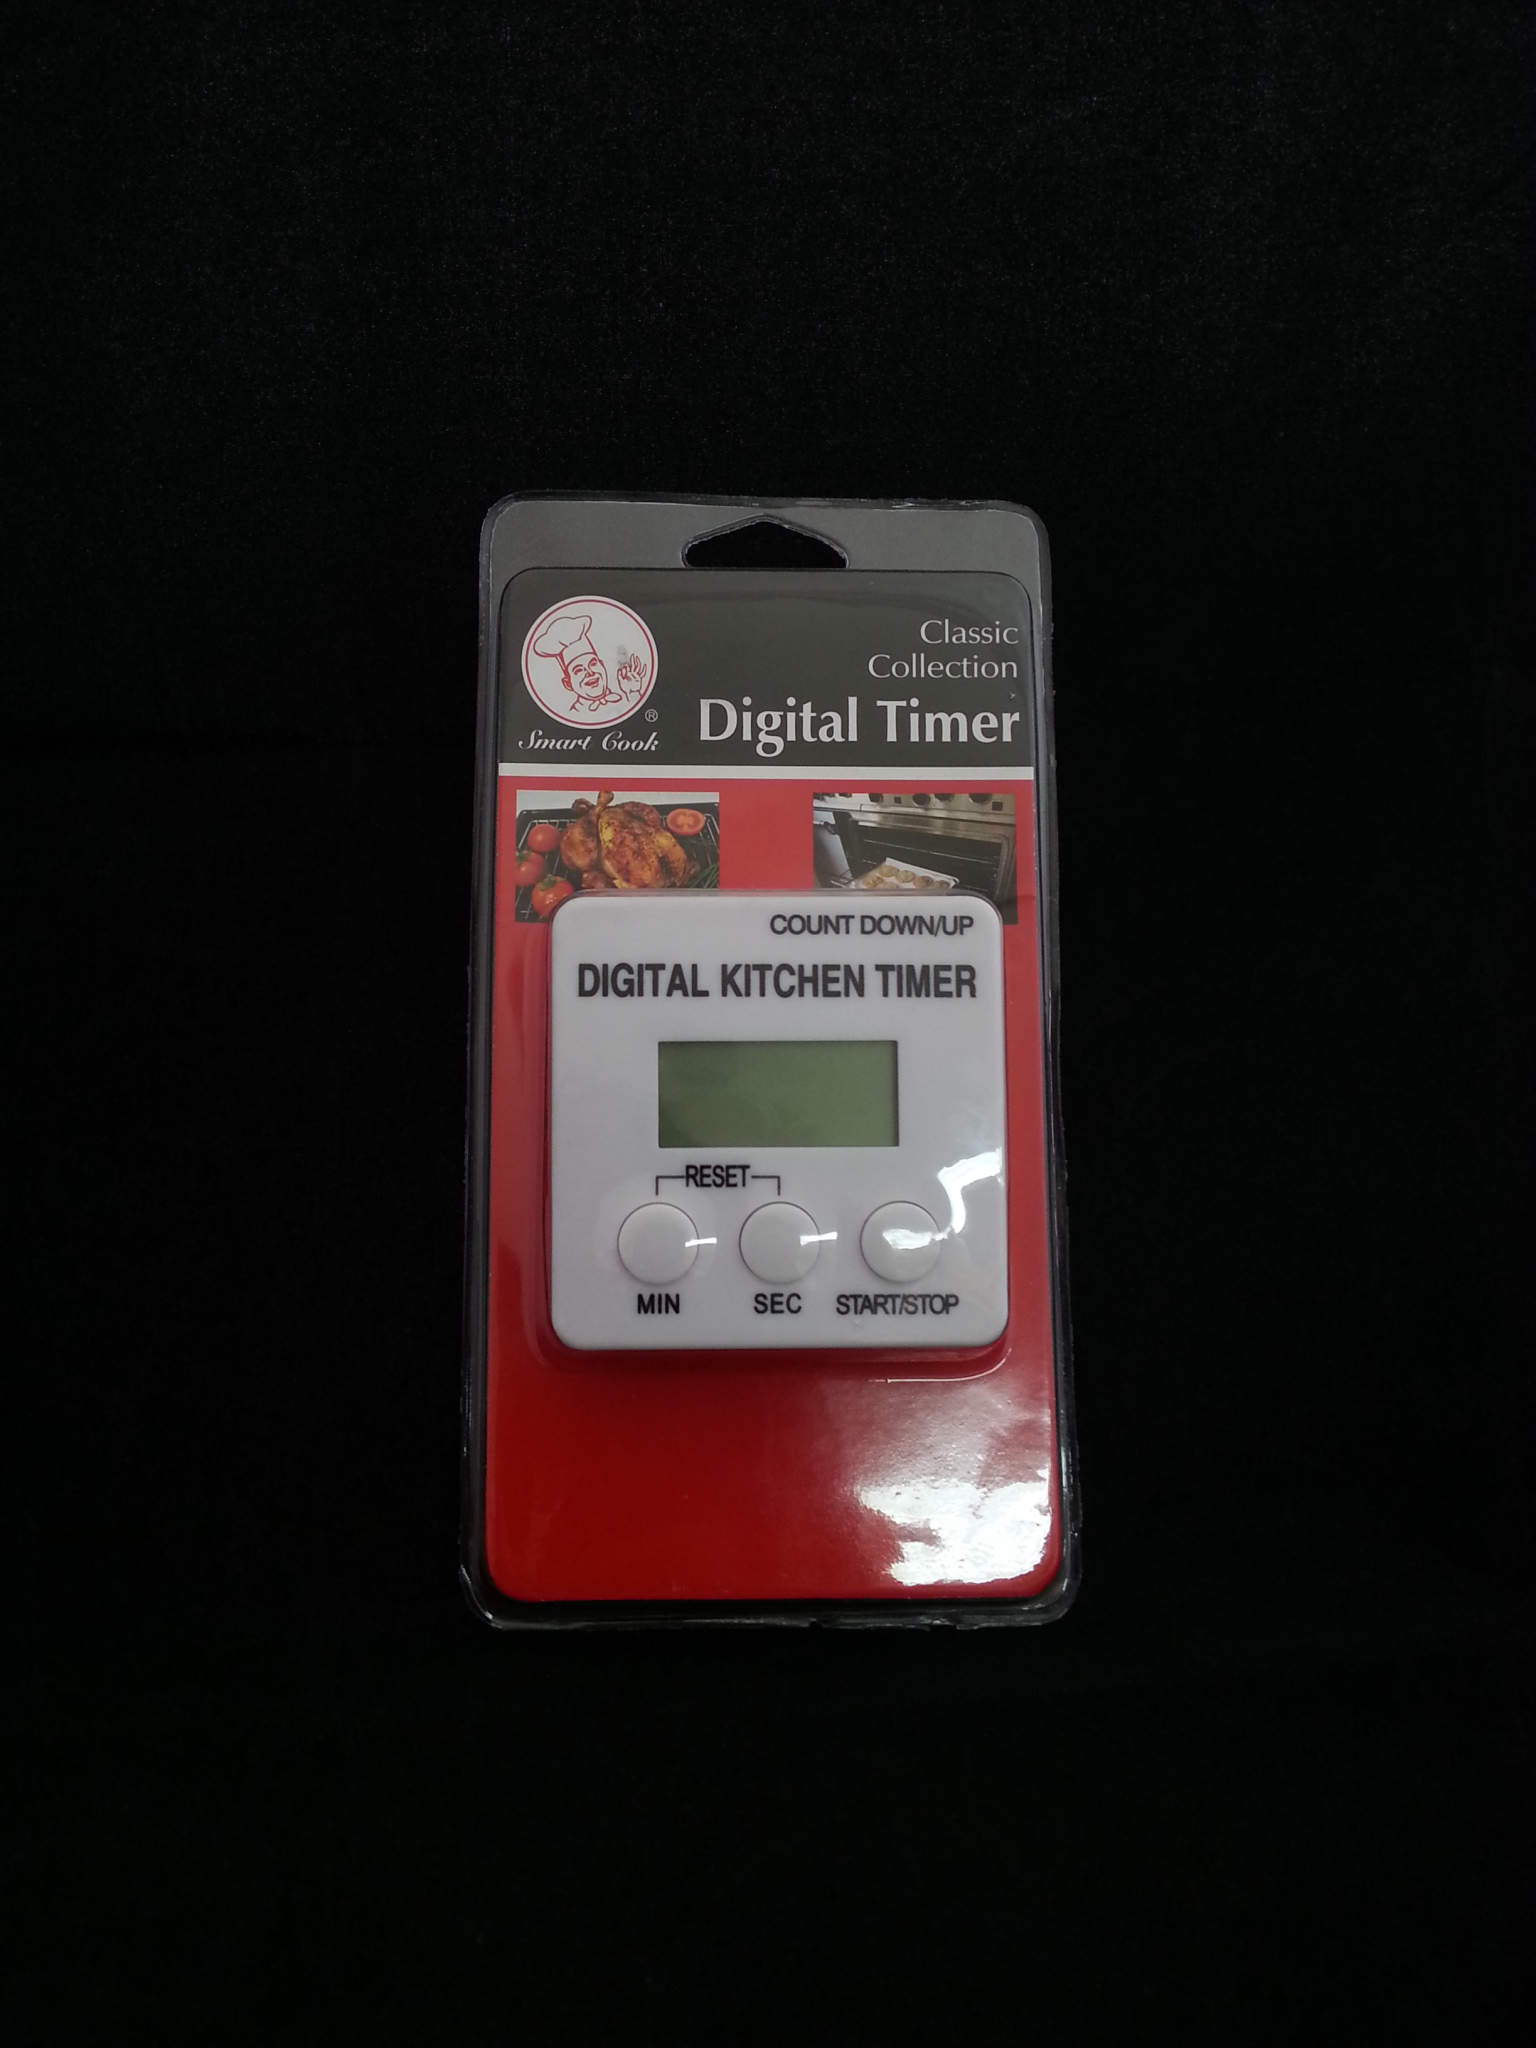 Classic
Collection
Digital Timer
®
Smart Cook
COUNT DOWN/UP
DIGITAL KITCHEN TIMER
RESET
MIN SEC START/STOP